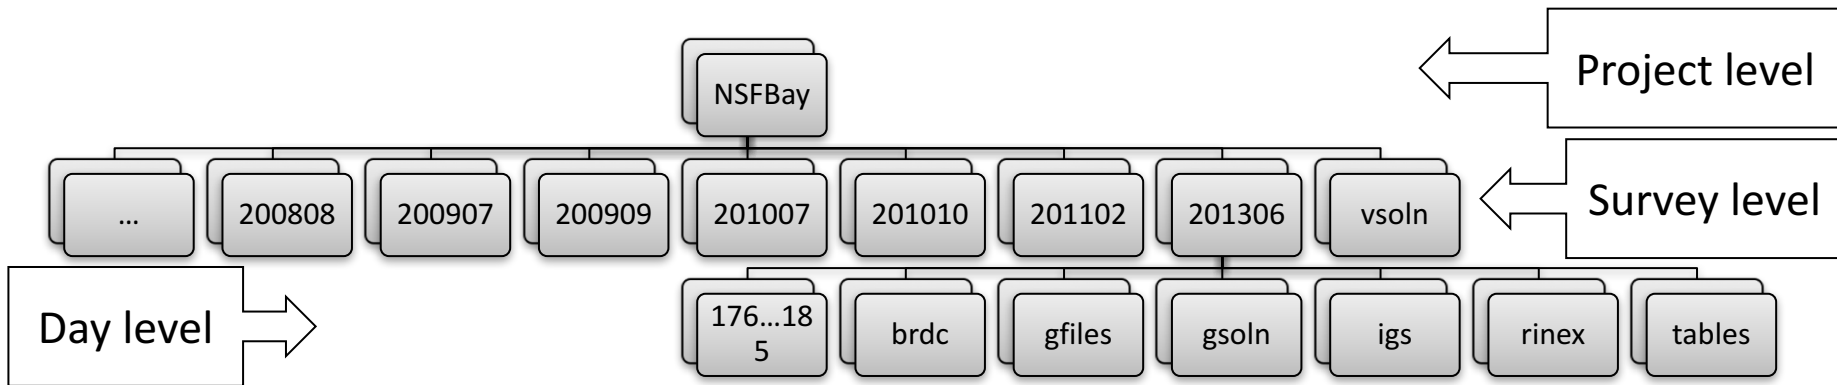 NSFBay
Project level
...
200808
200907
200909
201007
201010
201102
201306
vsoln
Survey level
Day level
176...18
5
brdc
gfiles
gsoln
igs
rinex
tables